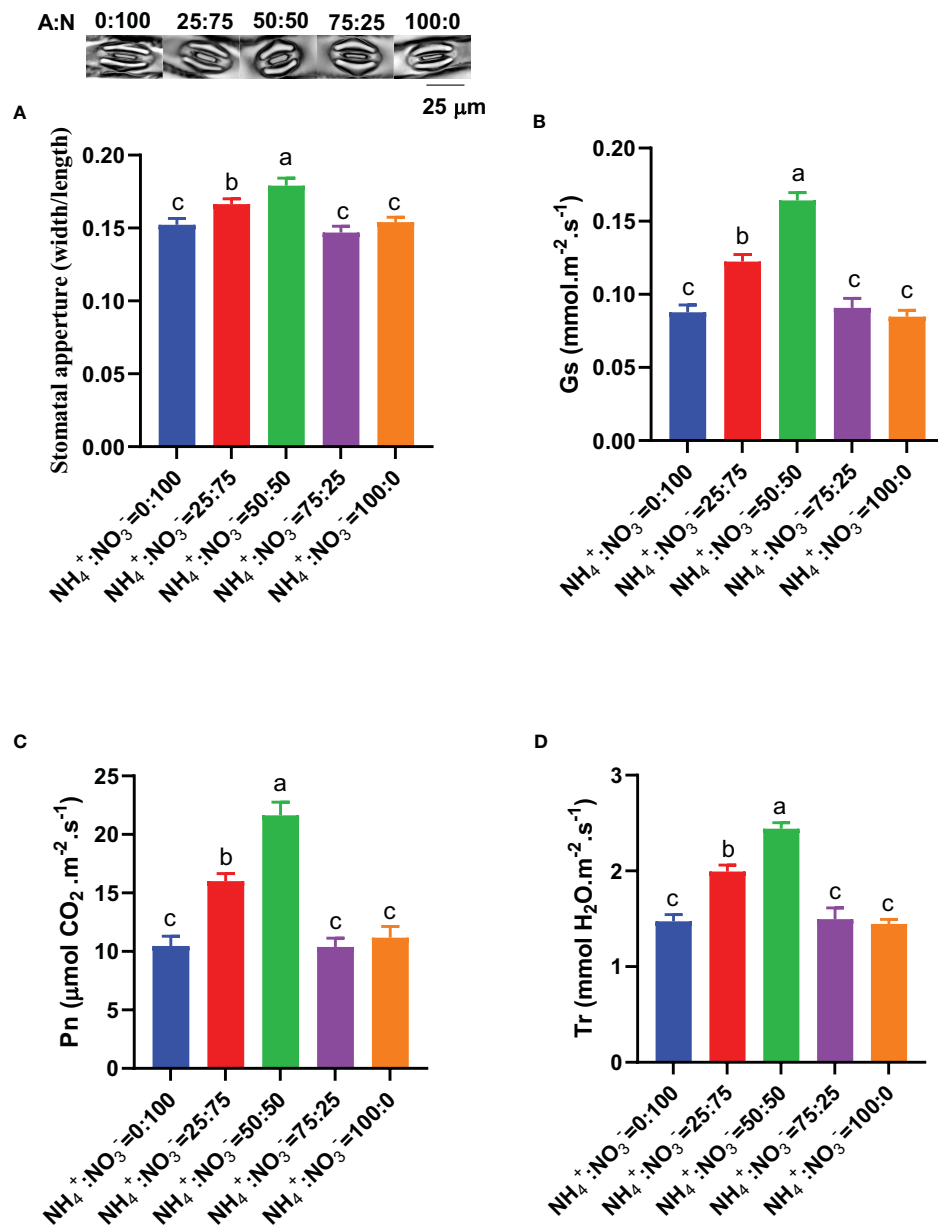 A:N 0:100 25:75 50:50 75:25 100:0
25 μm
A
Stomatal apperture (width/length)
0.20
0.15
0.10
0.05
0.00
c b a c c
NH₄⁺:NO₃⁻=0:100
NH₄⁺:NO₃⁻=25:75
NH₄⁺:NO₃⁻=50:50
NH₄⁺:NO₃⁻=75:25
NH₄⁺:NO₃⁻=100:0
B
Gs (mmol.m⁻².s⁻¹)
0.20
0.15
0.10
0.05
0.00
c b a c c
NH₄⁺:NO₃⁻=0:100
NH₄⁺:NO₃⁻=25:75
NH₄⁺:NO₃⁻=50:50
NH₄⁺:NO₃⁻=75:25
NH₄⁺:NO₃⁻=100:0
C
Pn (μmol CO₂ .m⁻².s⁻¹)
25
20
15
10
5
0
c b a c c
NH₄⁺:NO₃⁻=0:100
NH₄⁺:NO₃⁻=25:75
NH₄⁺:NO₃⁻=50:50
NH₄⁺:NO₃⁻=75:25
NH₄⁺:NO₃⁻=100:0
D
Tr (mmol H₂O.m⁻².s⁻¹)
3
2
1
0
c b a c c
NH₄⁺:NO₃⁻=0:100
NH₄⁺:NO₃⁻=25:75
NH₄⁺:NO₃⁻=50:50
NH₄⁺:NO₃⁻=75:25
NH₄⁺:NO₃⁻=100:0